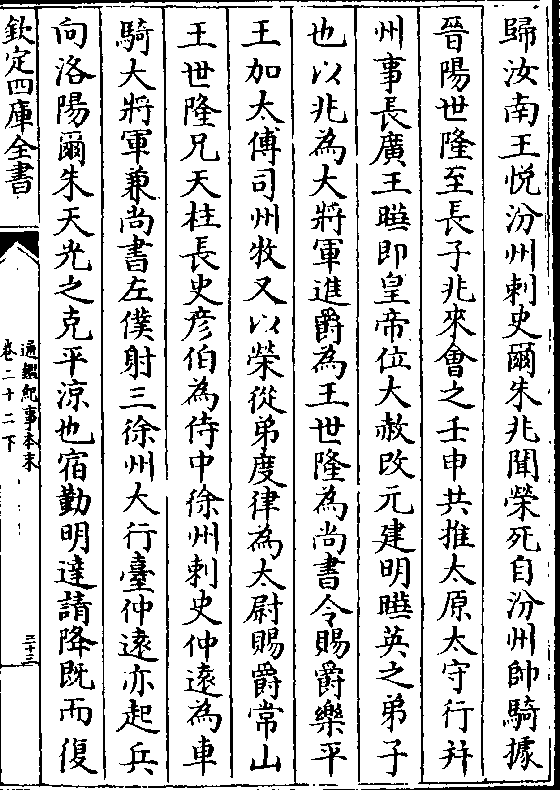 歸汝南王悅汾州刺史爾朱兆聞榮死自汾州帥騎據
晉陽世隆至長子兆來會之壬申共推太原太守行并
州事長廣王曄即皇帝位大赦改元建明曄英之弟子
也以兆為大將軍進爵為王世隆為尚書令賜爵樂平
王加太傅司州牧又以榮從弟度律為太尉賜爵常山
王世隆兄天柱長史彦伯為侍中徐州刺史仲遠為車
騎大將軍兼尚書左僕射三徐州大行臺仲遠亦起兵
向洛陽爾朱天光之克平涼也宿勤明達請降既而復
欽定四庫全書
通鑑紀事本末
卷二十二下
三十三